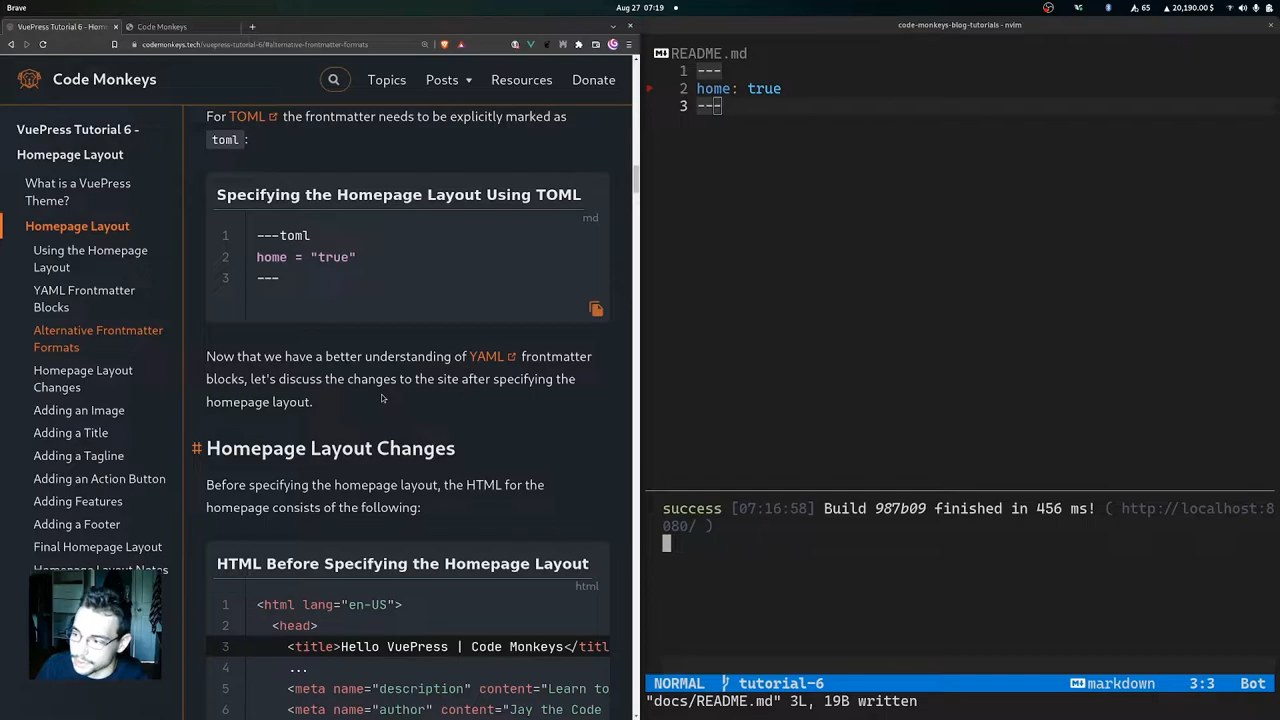 Brave
Aug 27 07:19
65
20,190.00
VuePress Tutorial 6 - Hom
Code Monkeys
code-monkeys-blog-tutorials - nvim
codemonkeys.tech/vuepress-tutorial-6/#alternative-frontmatter-formats
Code Monkeys
Topics
Posts
Resources
Donate
VuePress Tutorial 6 -
Homepage Layout
What is a VuePress
Theme?
Homepage Layout
Using the Homepage
Layout
YAML Frontmatter
Blocks
Alternative Frontmatter
Formats
Homepage Layout
Changes
Adding an Image
Adding a Title
Adding a Tagline
Adding an Action Button
Adding Features
Adding a Footer
Final Homepage Layout
Homepage Layout Notes
For TOML the frontmatter needs to be explicitly marked as
toml :
Specifying the Homepage Layout Using TOML
md
1 ---toml
2 home = "true"
3 ---
Now that we have a better understanding of YAML frontmatter
blocks, let's discuss the changes to the site after specifying the
homepage layout.
# Homepage Layout Changes
Before specifying the homepage layout, the HTML for the
homepage consists of the following:
HTML Before Specifying the Homepage Layout
html
1 <html lang="en-US">
2 <head>
3 <title>Hello VuePress | Code Monkeys</titl
4 ...
5 <meta name="description" content="Learn to
6 <meta name="author" content="Jay the Code
README.md
1 ---
2 home: true
3 ---
success [07:16:58] Build 987b09 finished in 456 ms! ( http://localhost:8
080/ )
NORMAL tutorial-6 markdown 3:3 Bot
"docs/README.md" 3L, 19B written